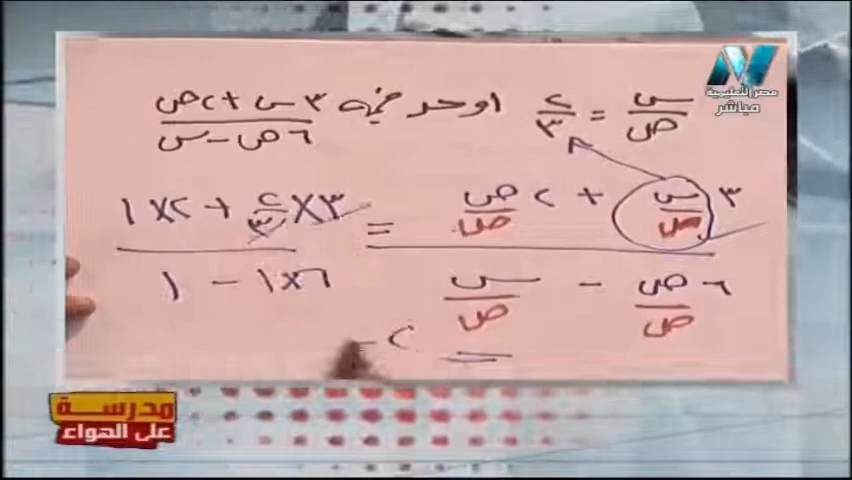 مصر التعليمية
مباشر
س/ص = ٢/٣ اوجد قيمة (٣س + ٢ص)/(٦ص - س)
(٣ س/ص + ٢ ص/ص)/(٦ ص/ص - س/ص) = (٣ × ٢/٣ + ٢ × ١)/(٦ × ١ - ١
= ٢
مدرسة
على الهواء